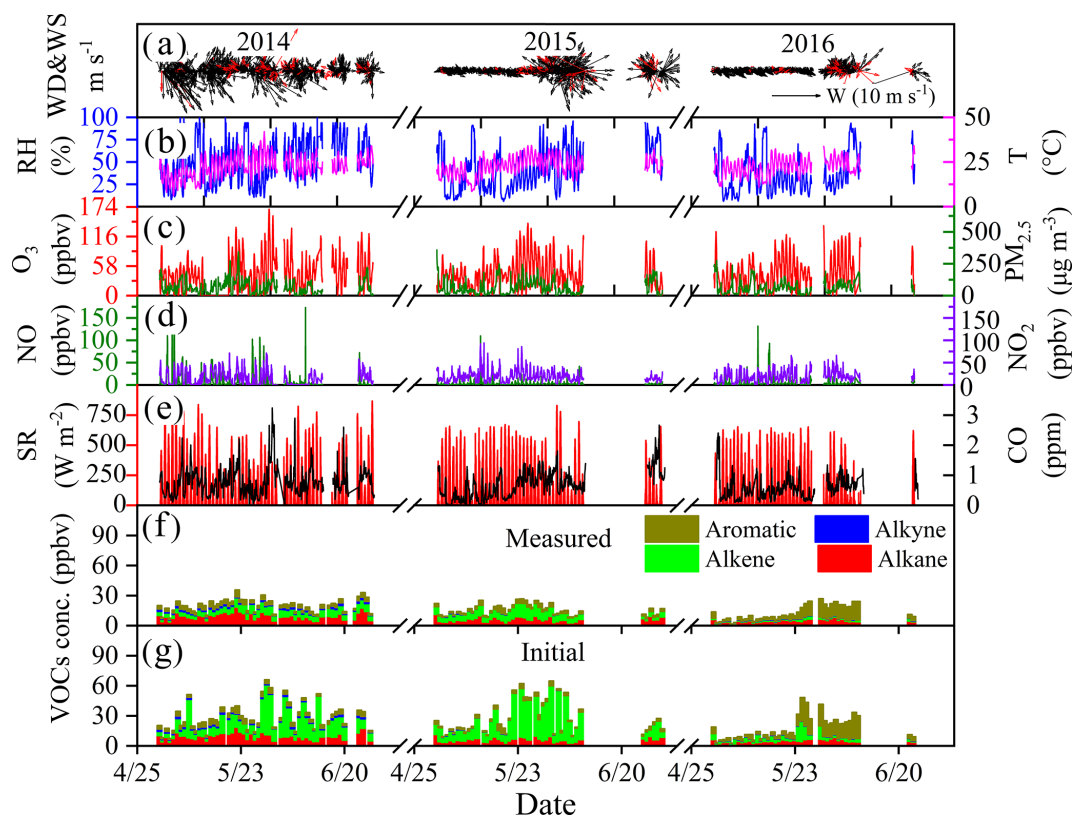 (a)
2014
2015
2016
WD&WS
m s⁻¹
W (10 m s⁻¹)
(b)
RH
(%)
100
75
50
25
50
25
0
T
(°C)
(c)
O₃
(ppbv)
174
116
58
0
500
250
0
PM₂.₅
(µg m⁻³)
(d)
NO
(ppbv)
150
100
50
0
150
100
50
0
NO₂
(ppbv)
(e)
SR
(W m⁻²)
750
500
250
0
3
2
1
0
CO
(ppm)
(f)
Measured
Aromatic
Alkyne
Alkene
Alkane
VOCs conc. (ppbv)
90
60
30
0
(g)
Initial
90
60
30
0
4/25
5/23
6/20
4/25
5/23
6/20
4/25
5/23
6/20
Date